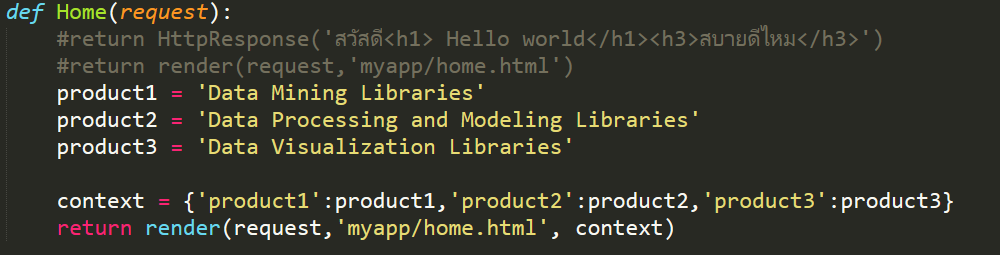 def Home(request):
    #return HttpResponse('สวัสดี<h1> Hello world</h1><h3>สบายดีไหม</h3>')
    #return render(request,'myapp/home.html')
    product1 = 'Data Mining Libraries'
    product2 = 'Data Processing and Modeling Libraries'
    product3 = 'Data Visualization Libraries'
    context = {'product1':product1,'product2':product2,'product3':product3}
    return render(request,'myapp/home.html', context)